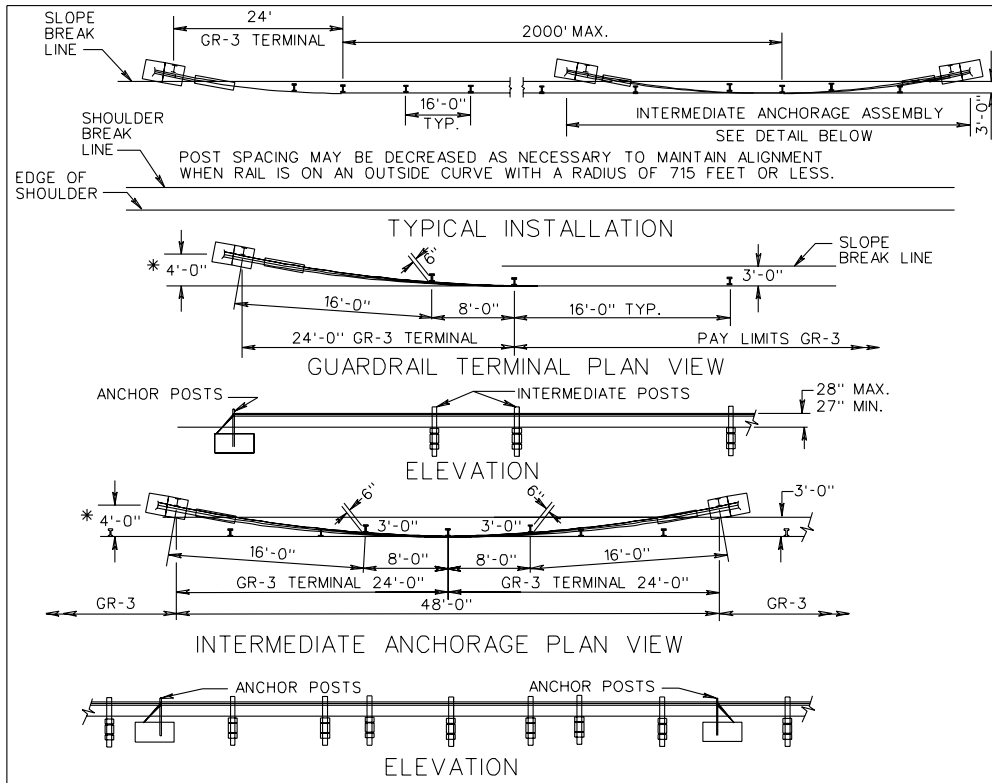 SLOPE
BREAK
LINE
24'
GR-3 TERMINAL
2000' MAX.
16'-0"
TYP.
INTERMEDIATE ANCHORAGE ASSEMBLY
SEE DETAIL BELOW
3'-0"
SHOULDER
BREAK
LINE
POST SPACING MAY BE DECREASED AS NECESSARY TO MAINTAIN ALIGNMENT
WHEN RAIL IS ON AN OUTSIDE CURVE WITH A RADIUS OF 715 FEET OR LESS.
EDGE OF
SHOULDER
TYPICAL INSTALLATION
* 4'-0"
6"
SLOPE
BREAK LINE
3'-0"
16'-0"
8'-0"
16'-0" TYP.
24'-0" GR-3 TERMINAL
PAY LIMITS GR-3
GUARDRAIL TERMINAL PLAN VIEW
ANCHOR POSTS
INTERMEDIATE POSTS
28" MAX.
27" MIN.
ELEVATION
* 4'-0"
6"
3'-0"
3'-0"
6"
3'-0"
16'-0"
8'-0"
8'-0"
16'-0"
GR-3 TERMINAL 24'-0"
GR-3 TERMINAL 24'-0"
GR-3
48'-0"
GR-3
INTERMEDIATE ANCHORAGE PLAN VIEW
ANCHOR POSTS
ANCHOR POSTS
ELEVATION